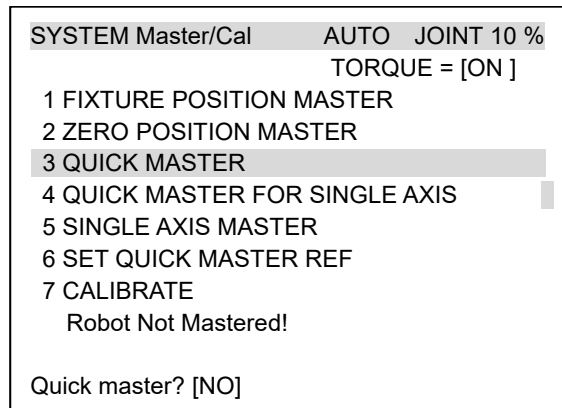 SYSTEM Master/Cal AUTO JOINT 10 %
TORQUE = [ON ]
1 FIXTURE POSITION MASTER
2 ZERO POSITION MASTER
3 QUICK MASTER
4 QUICK MASTER FOR SINGLE AXIS
5 SINGLE AXIS MASTER
6 SET QUICK MASTER REF
7 CALIBRATE
Robot Not Mastered!
Quick master? [NO]